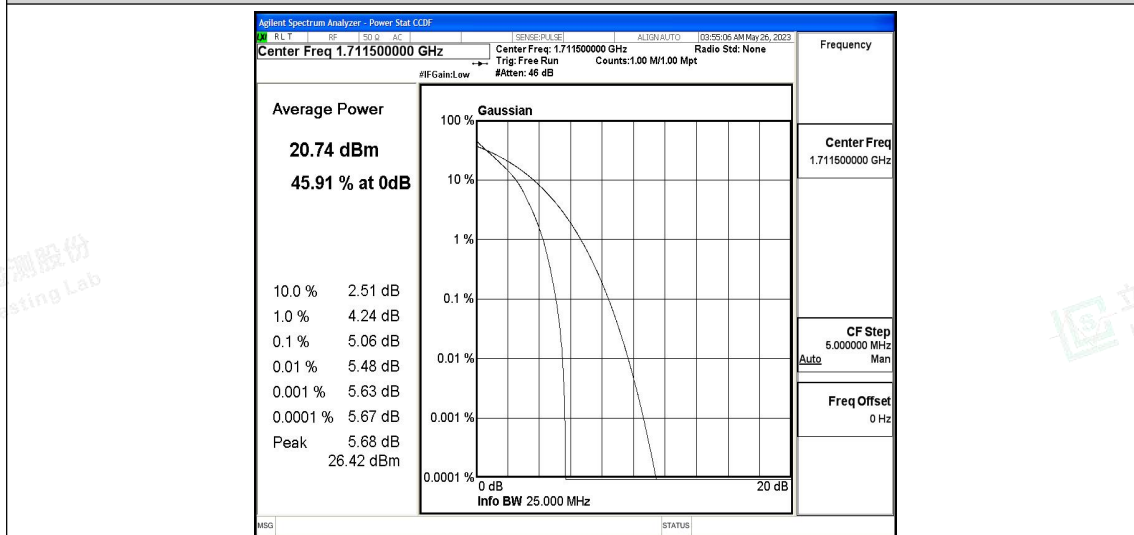 Agilent Spectrum Analyzer - Power Stat CCDF
LXI RLT RF 50 Ω AC SENSE:PULSE ALIGN AUTO 03:55:06 AM May 26, 2023
Center Freq 1.711500000 GHz
Center Freq: 1.711500000 GHz Radio Std: None
Trig: Free Run Counts:1.00 M/1.00 Mpt
#IFGain:Low #Atten: 46 dB
Frequency
Average Power
20.74 dBm
45.91 % at 0dB
10.0 % 2.51 dB
1.0 % 4.24 dB
0.1 % 5.06 dB
0.01 % 5.48 dB
0.001 % 5.63 dB
0.0001 % 5.67 dB
Peak 5.68 dB
26.42 dBm
Gaussian
100 %
10 %
1 %
0.1 %
0.01 %
0.001 %
0.0001 %
0 dB 20 dB
Info BW 25.000 MHz
Center Freq
1.711500000 GHz
CF Step
5.000000 MHz
Auto Man
Freq Offset
0 Hz
MSG STATUS
测股份
sting Lab
立